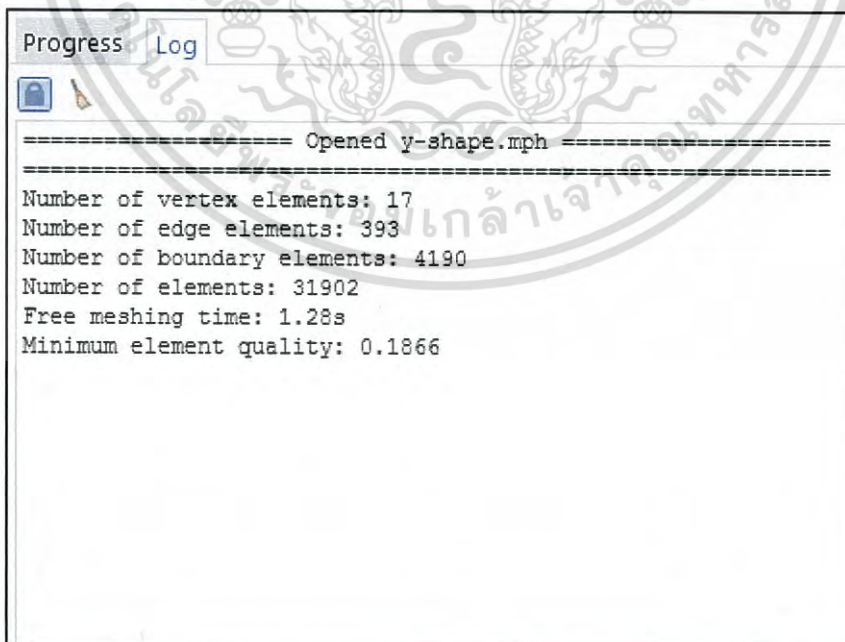 Progress Log
==================== Opened y-shape.mph ====================
============================================================
Number of vertex elements: 17
Number of edge elements: 393
Number of boundary elements: 4190
Number of elements: 31902
Free meshing time: 1.28s
Minimum element quality: 0.1866